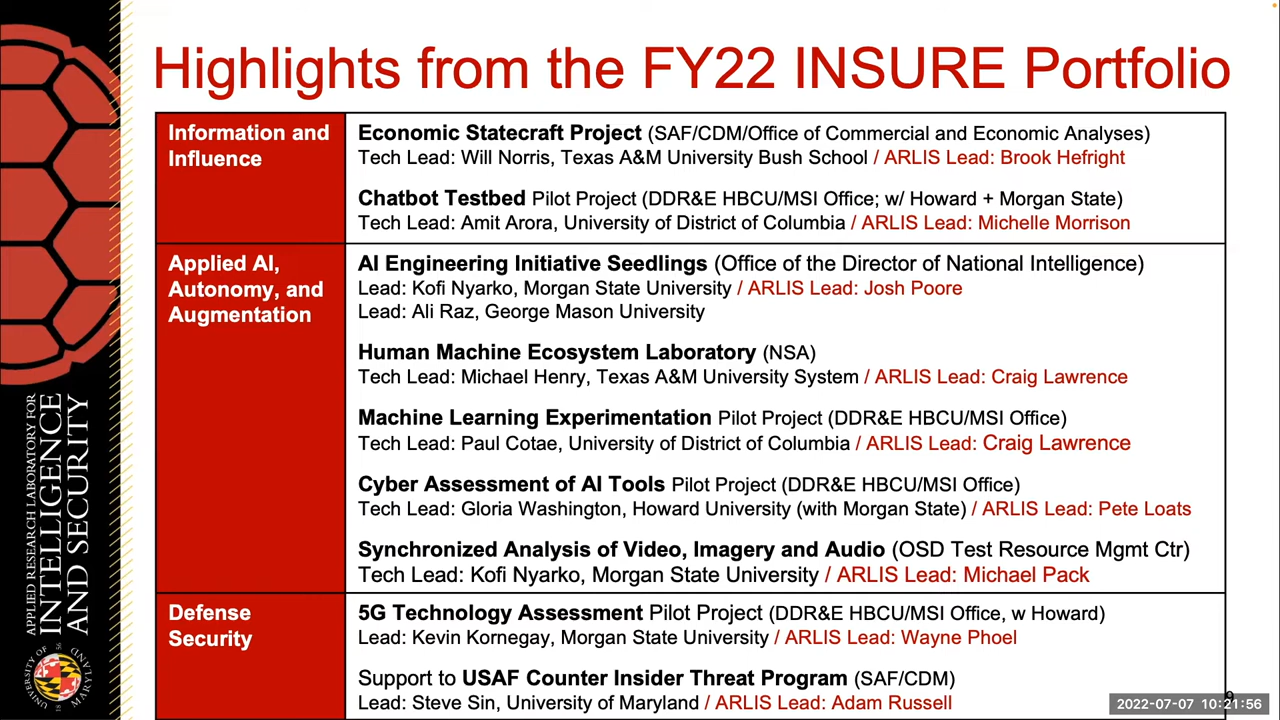 Highlights from the FY22 INSURE Portfolio
Information and
Influence
Economic Statecraft Project (SAF/CDM/Office of Commercial and Economic Analyses)
Tech Lead: Will Norris, Texas A&M University Bush School / ARLIS Lead: Brook Hefright
Chatbot Testbed Pilot Project (DDR&E HBCU/MSI Office; w/ Howard + Morgan State)
Tech Lead: Amit Arora, University of District of Columbia / ARLIS Lead: Michelle Morrison
Applied AI,
Autonomy, and
Augmentation
AI Engineering Initiative Seedlings (Office of the Director of National Intelligence)
Lead: Kofi Nyarko, Morgan State University / ARLIS Lead: Josh Poore
Lead: Ali Raz, George Mason University
Human Machine Ecosystem Laboratory (NSA)
Tech Lead: Michael Henry, Texas A&M University System / ARLIS Lead: Craig Lawrence
Machine Learning Experimentation Pilot Project (DDR&E HBCU/MSI Office)
Tech Lead: Paul Cotae, University of District of Columbia / ARLIS Lead: Craig Lawrence
Cyber Assessment of AI Tools Pilot Project (DDR&E HBCU/MSI Office)
Tech Lead: Gloria Washington, Howard University (with Morgan State) / ARLIS Lead: Pete Loats
Synchronized Analysis of Video, Imagery and Audio (OSD Test Resource Mgmt Ctr)
Tech Lead: Kofi Nyarko, Morgan State University / ARLIS Lead: Michael Pack
Defense
Security
5G Technology Assessment Pilot Project (DDR&E HBCU/MSI Office, w Howard)
Lead: Kevin Kornegay, Morgan State University / ARLIS Lead: Wayne Phoel
Support to USAF Counter Insider Threat Program (SAF/CDM)
Lead: Steve Sin, University of Maryland / ARLIS Lead: Adam Russell
APPLIED RESEARCH LABORATORY FOR
INTELLIGENCE
AND SECURITY
UNIVERSITY OF
MARYLAND
18 56
9
2022-07-07 10:21:56